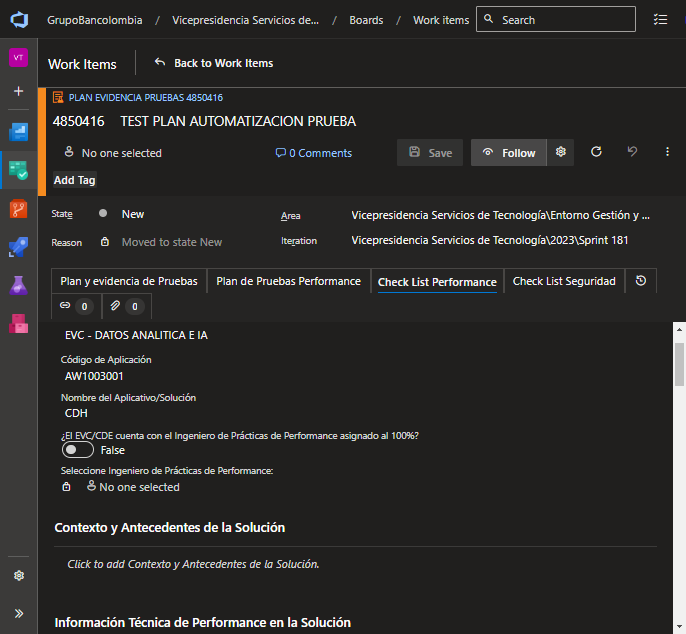 GrupoBancolombia / Vicepresidencia Servicios de... / Boards / Work items Search
VT
Work Items Back to Work Items
PLAN EVIDENCIA PRUEBAS 4850416
4850416 TEST PLAN AUTOMATIZACION PRUEBA
No one selected 0 Comments Save Follow
Add Tag
State New Area Vicepresidencia Servicios de Tecnología\Entorno Gestión y ...
Reason Moved to state New Iteration Vicepresidencia Servicios de Tecnología\2023\Sprint 181
Plan y evidencia de Pruebas Plan de Pruebas Performance Check List Performance Check List Seguridad
0 0
EVC - DATOS ANALITICA E IA
Código de Aplicación
AW1003001
Nombre del Aplicativo/Solución
CDH
¿El EVC/CDE cuenta con el Ingeniero de Prácticas de Performance asignado al 100%?
False
Seleccione Ingeniero de Prácticas de Performance:
No one selected
Contexto y Antecedentes de la Solución
Click to add Contexto y Antecedentes de la Solución.
Información Técnica de Performance en la Solución